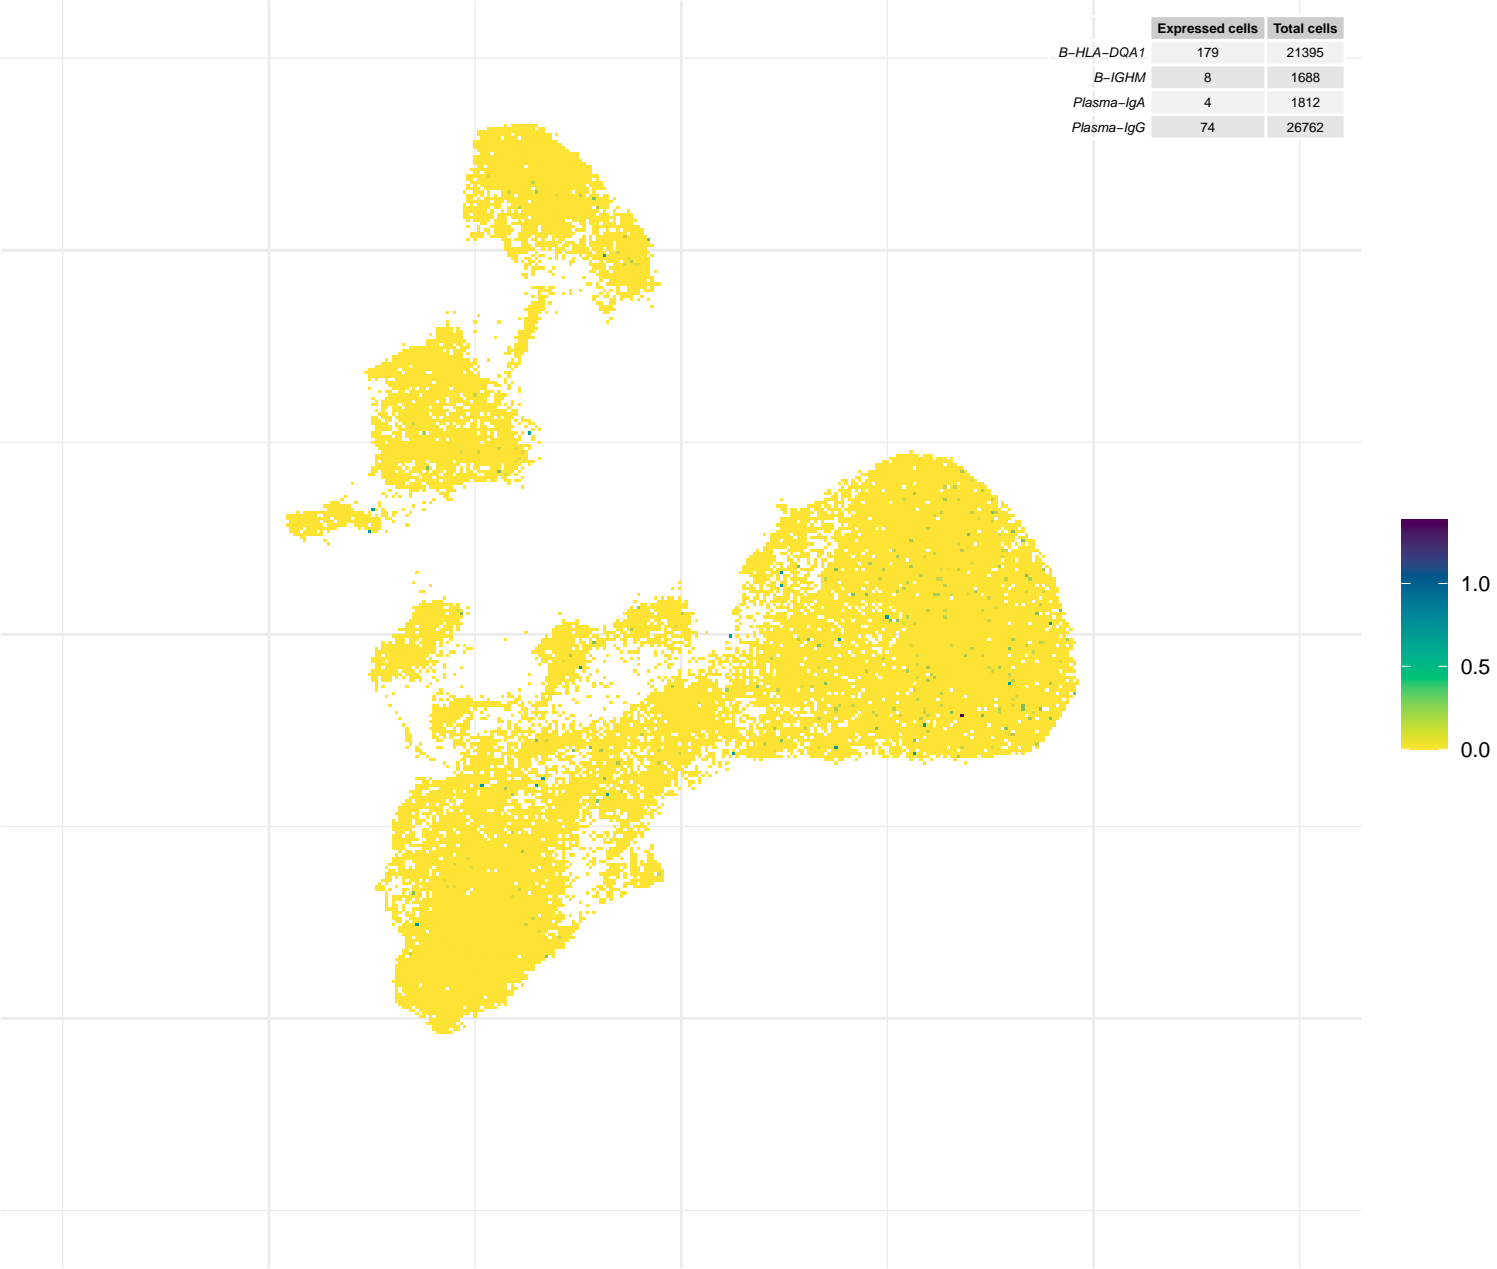 Expressed cells Total cells
B−HLA−DQA1 179 21395
B−IGHM 8 1688
Plasma−IgA 4 1812
Plasma−IgG 74 26762
1.0
0.5
0.0